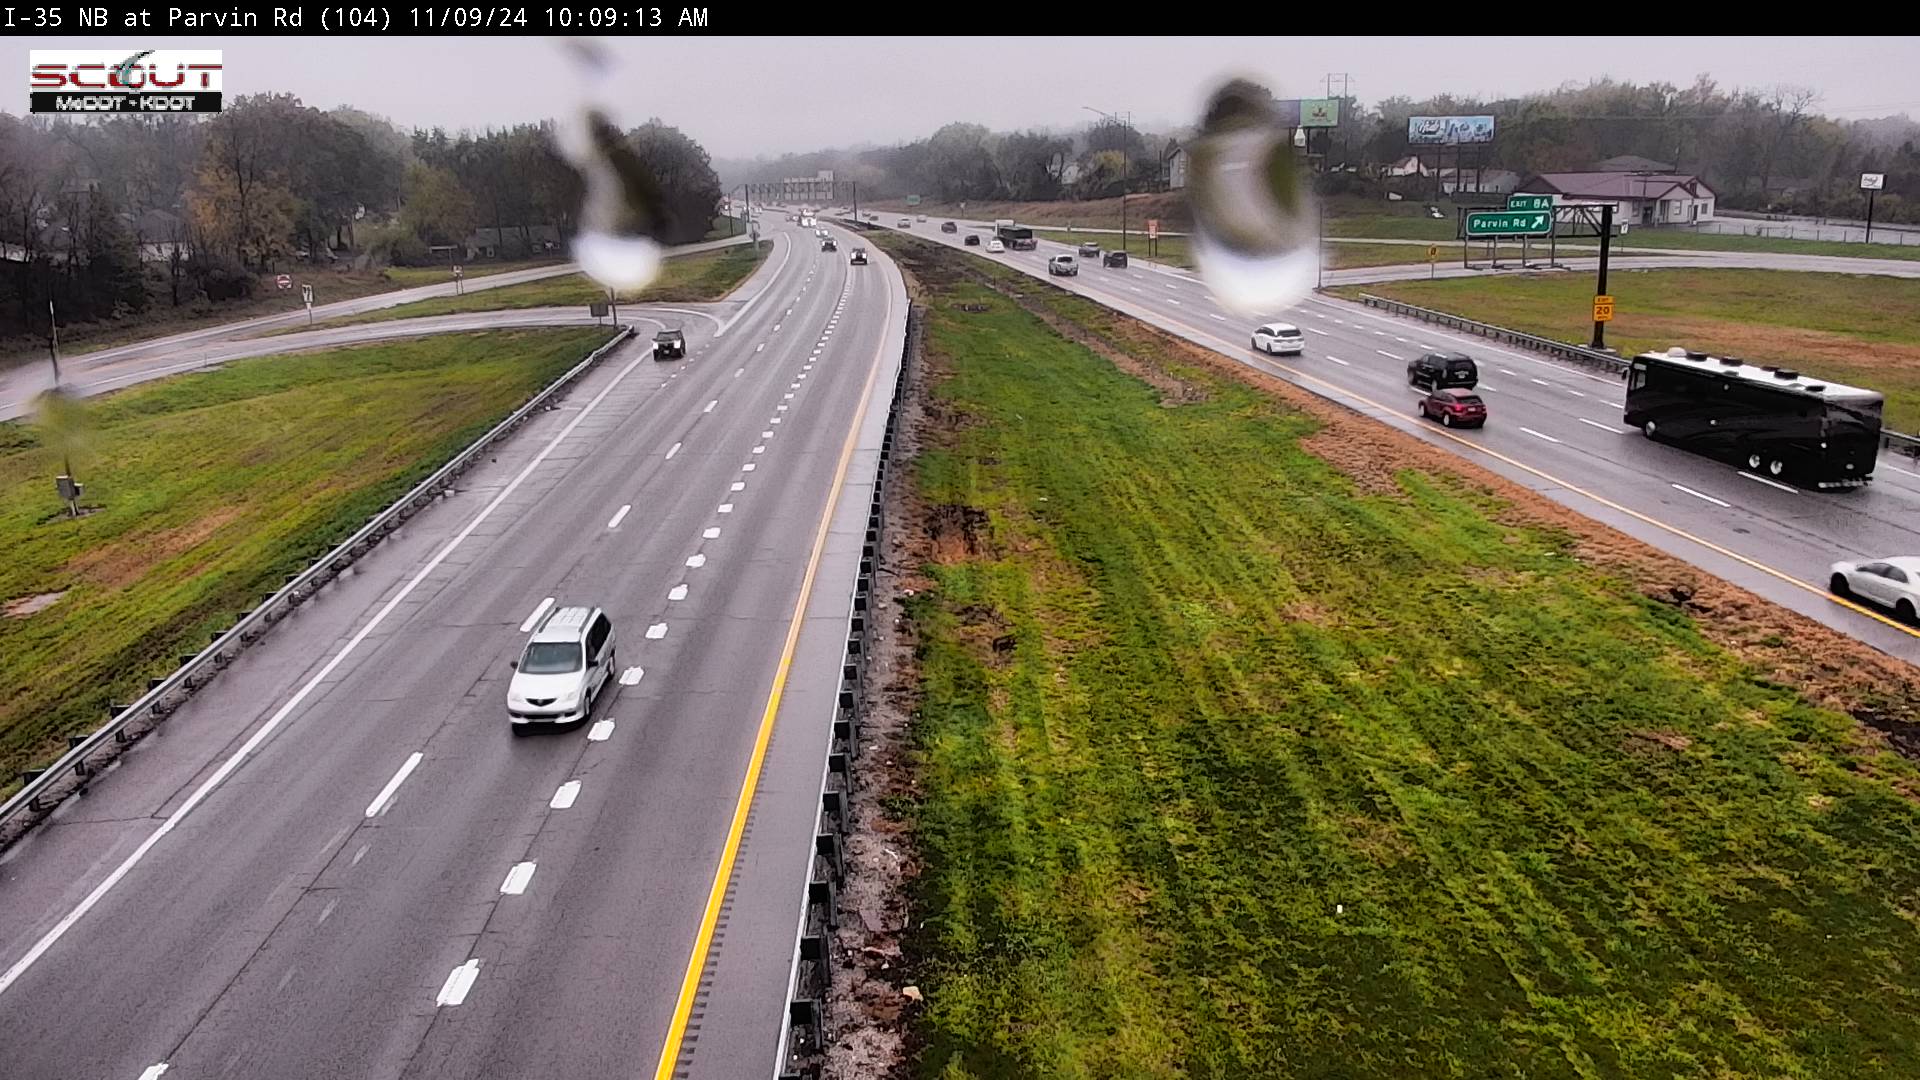 I-35 NB at Parvin Rd (104) 11/09/24 10:09:13 AM
SCOUT
MoDOT - KDOT
EXIT 8A
Parvin Rd
EXIT
20